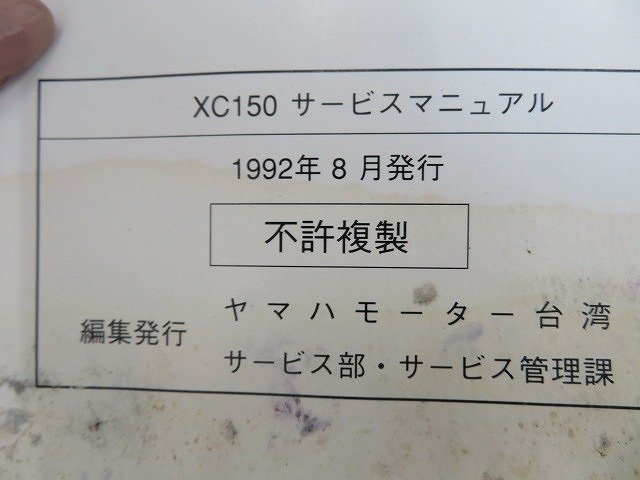 XC150 サービスマニュアル
1992年 8 月発行
不許複製
編集発行
ヤマハモーター台湾
サービス部・サービス管理課